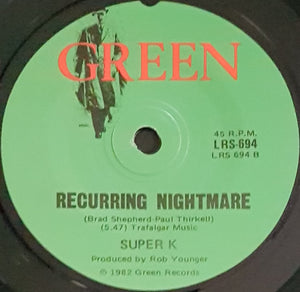 GREEN
45 R.P.M.
LRS-694
LRS 694 B
RECURRING NIGHTMARE
(Brad Shepherd-Paul Thirkell)
(5.47) Trafalgar Music
SUPER K
Produced by Rob Younger
© 1982 Green Records